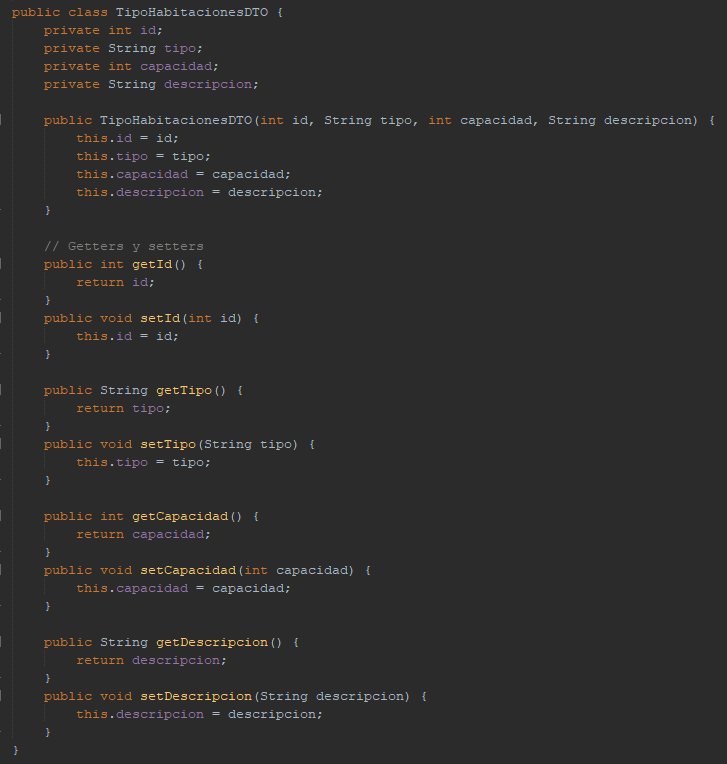 public class TipoHabitacionesDTO {
    private int id;
    private String tipo;
    private int capacidad;
    private String descripcion;

    public TipoHabitacionesDTO(int id, String tipo, int capacidad, String descripcion) {
        this.id = id;
        this.tipo = tipo;
        this.capacidad = capacidad;
        this.descripcion = descripcion;
    }

    // Getters y setters
    public int getId() {
        return id;
    }
    public void setId(int id) {
        this.id = id;
    }

    public String getTipo() {
        return tipo;
    }
    public void setTipo(String tipo) {
        this.tipo = tipo;
    }

    public int getCapacidad() {
        return capacidad;
    }
    public void setCapacidad(int capacidad) {
        this.capacidad = capacidad;
    }

    public String getDescripcion() {
        return descripcion;
    }
    public void setDescripcion(String descripcion) {
        this.descripcion = descripcion;
    }
}